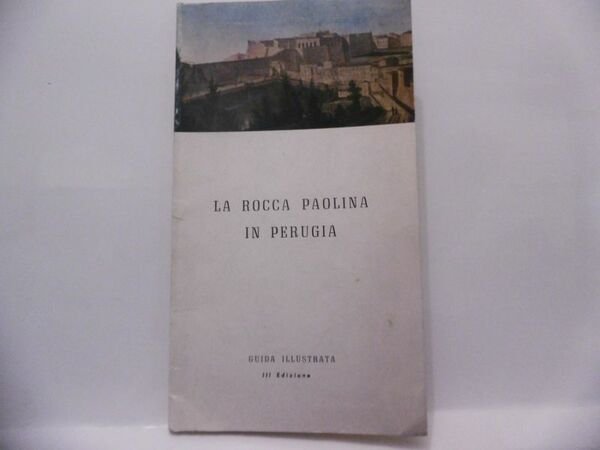 LA ROCCA PAOLINA
IN PERUGIA
GUIDA ILLUSTRATA
III Edizione